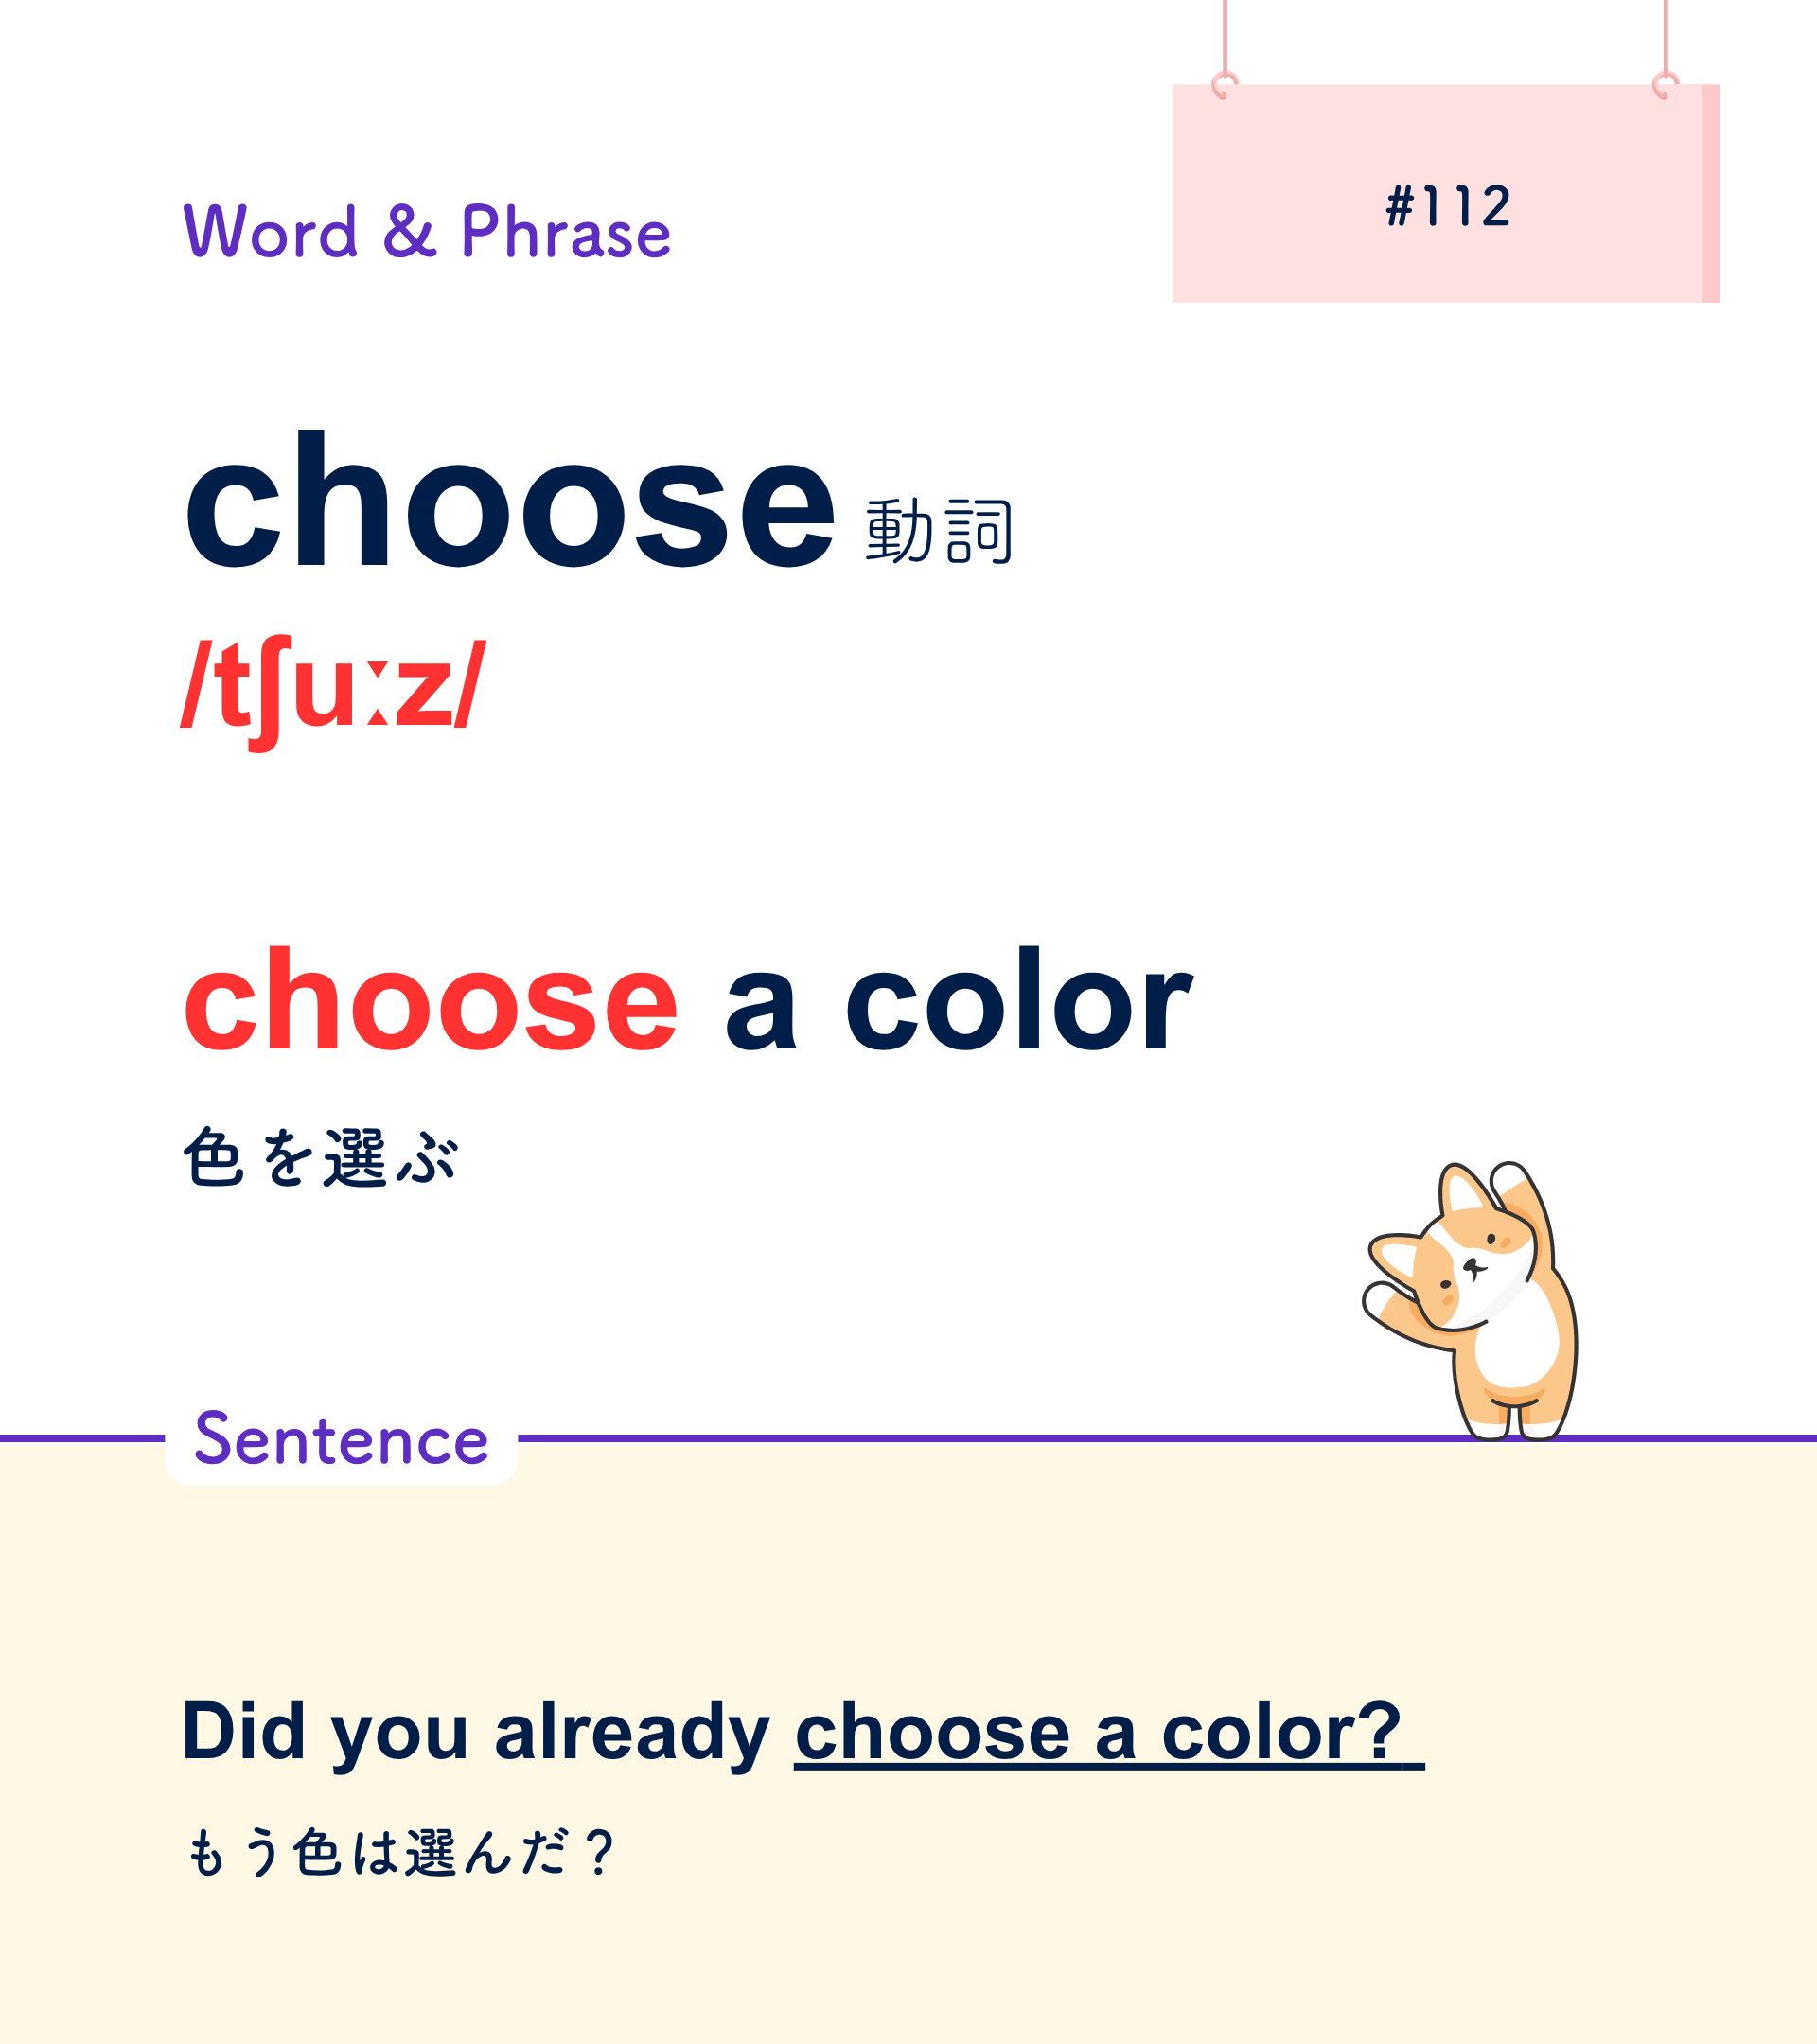 Word & Phrase
#112
choose 動詞
/tʃuːz/
choose a color
色を選ぶ
Sentence
Did you already choose a color?
もう色は選んだ？